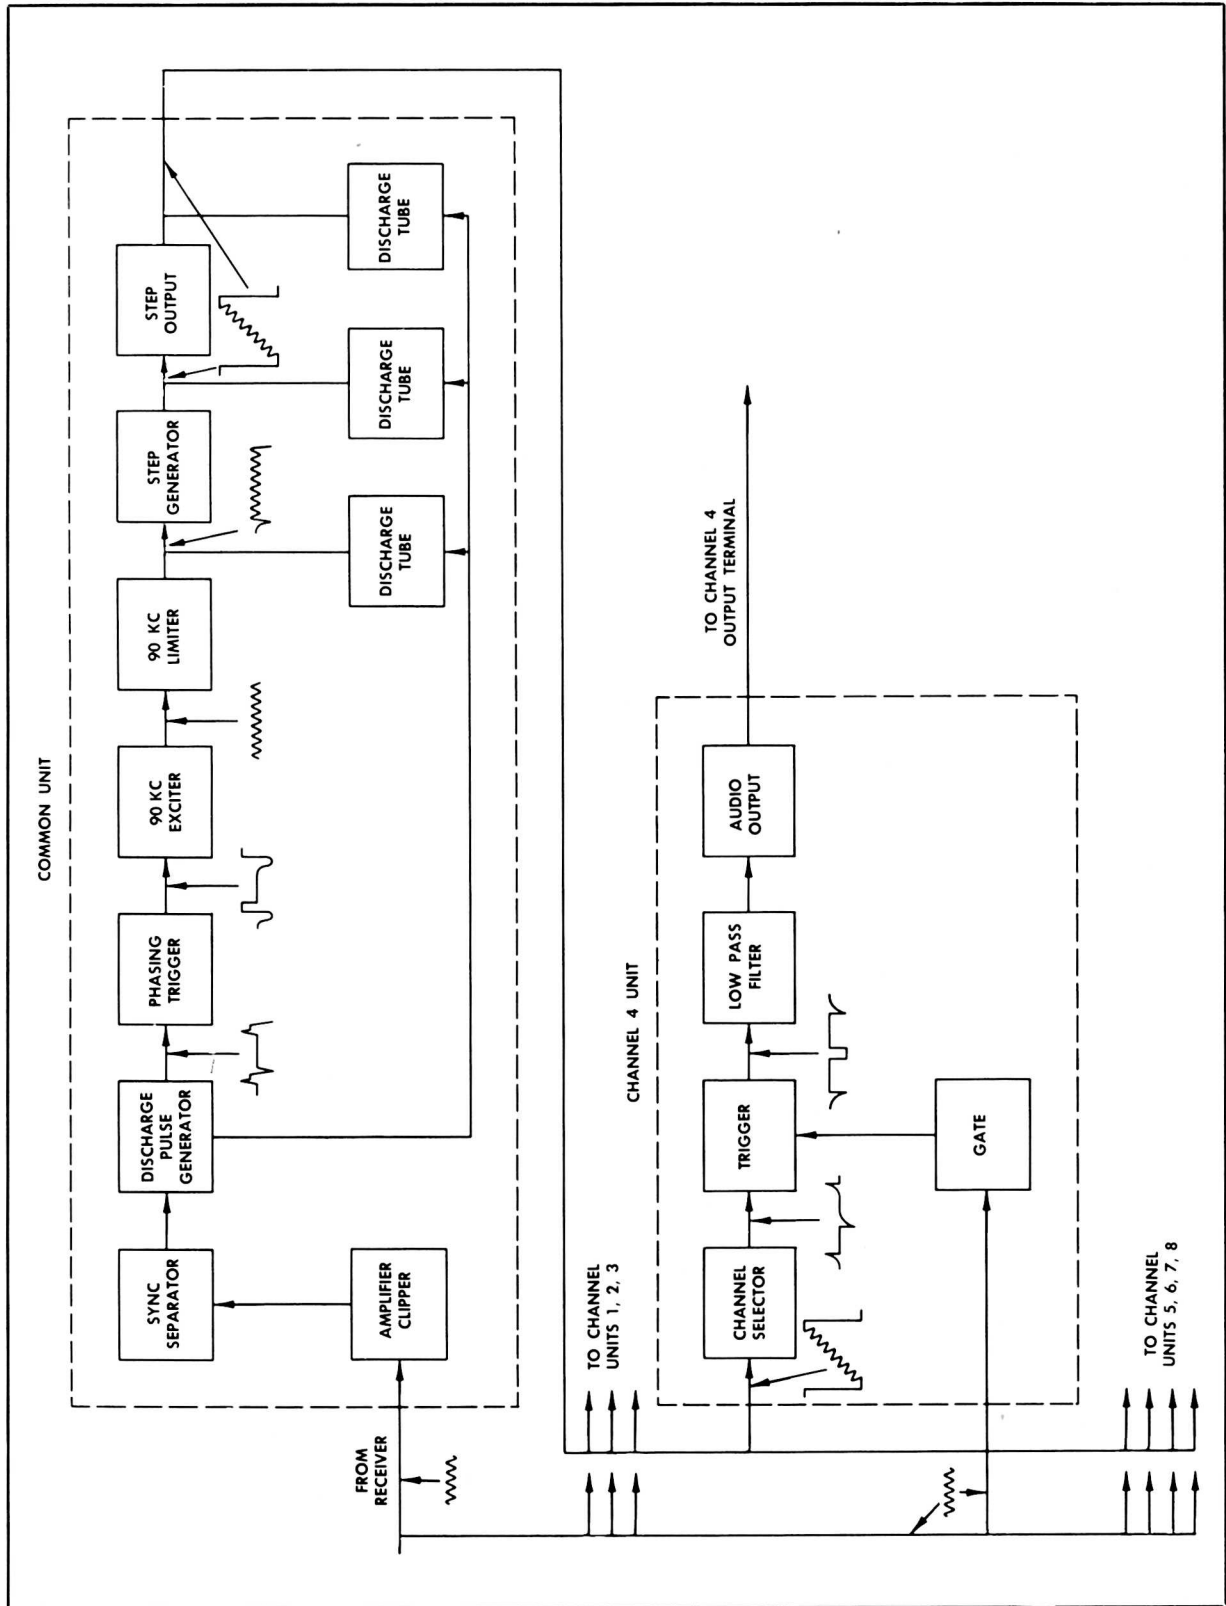 COMMON UNIT
SYNC
SEPARATOR
DISCHARGE
PULSE
GENERATOR
PHASING
TRIGGER
90 KC
EXCITER
90 KC
LIMITER
STEP
GENERATOR
STEP
OUTPUT
AMPLIFIER
CLIPPER
DISCHARGE
TUBE
DISCHARGE
TUBE
DISCHARGE
TUBE
FROM
RECEIVER
TO CHANNEL
UNITS 1, 2, 3
CHANNEL 4 UNIT
CHANNEL
SELECTOR
TRIGGER
LOW PASS
FILTER
AUDIO
OUTPUT
TO CHANNEL 4
OUTPUT TERMINAL
GATE
TO CHANNEL
UNITS 5, 6, 7, 8